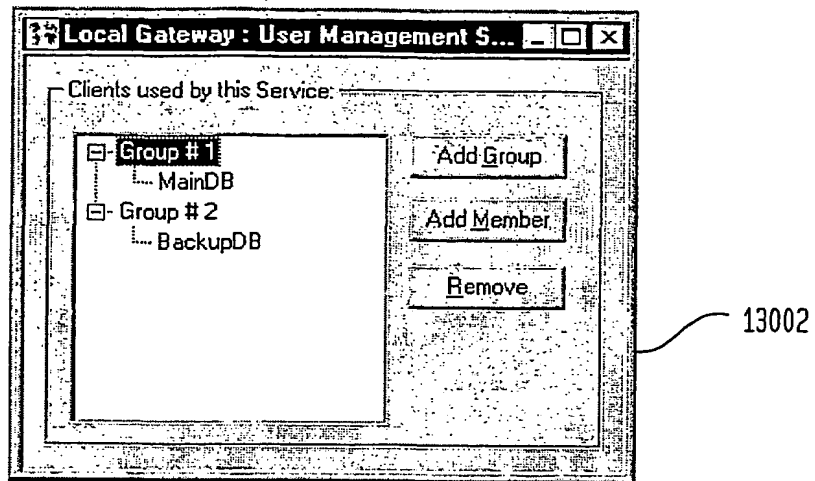 Local Gateway : User Management S...
Clients used by this Service:
Group # 1
MainDB
Group # 2
BackupDB
Add Group
Add Member
Remove
13002